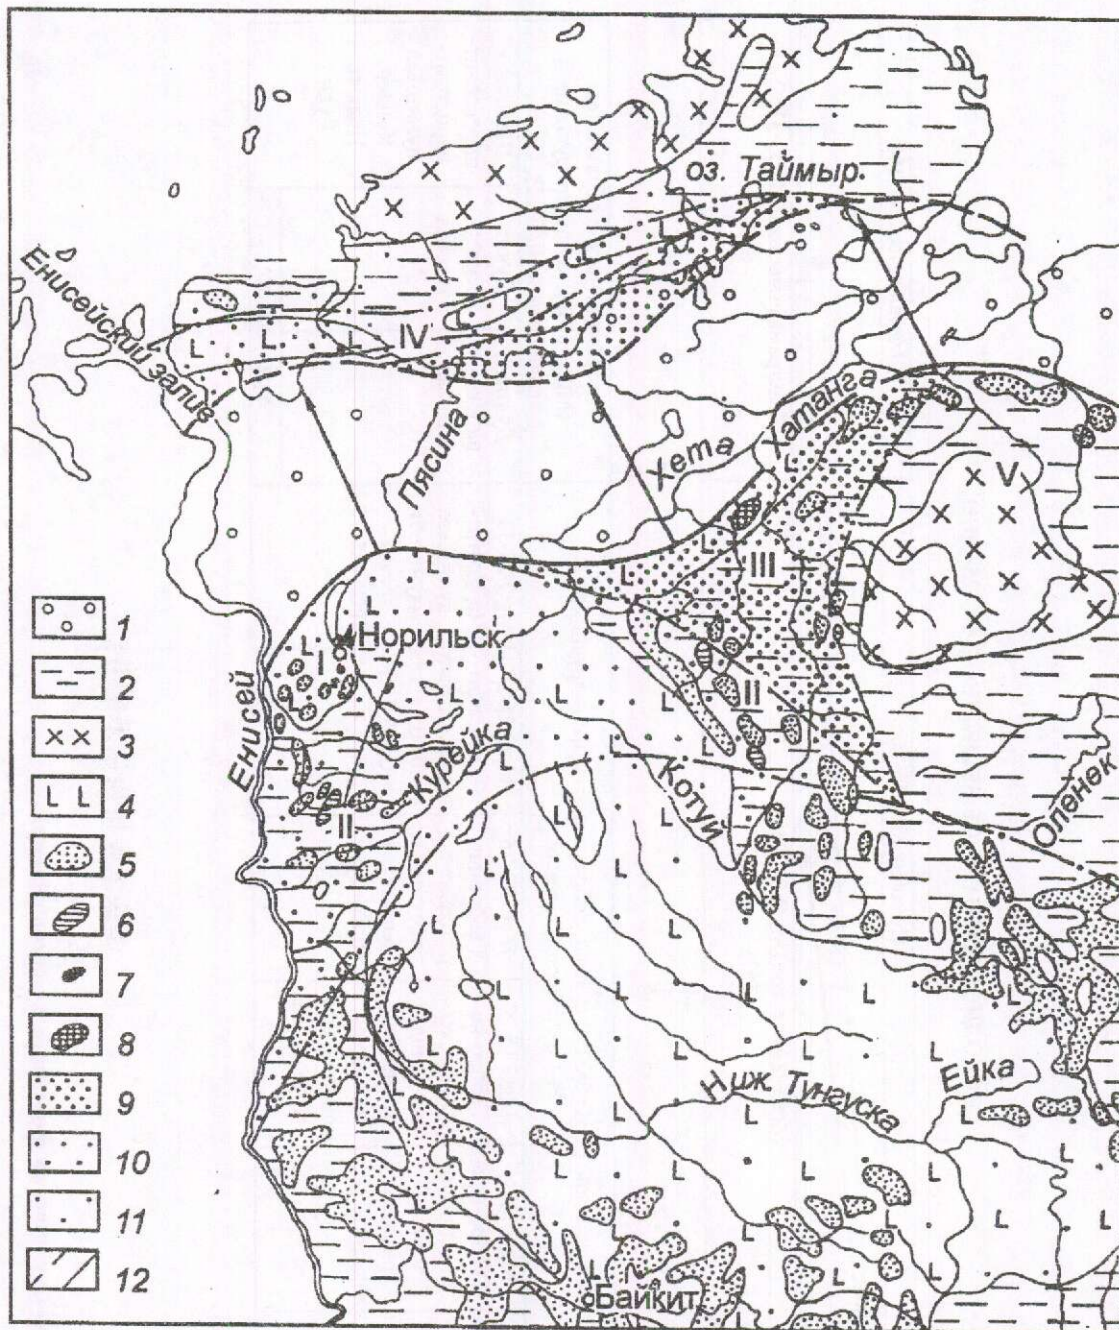 оз. Таймыр
Енисейский залив
IV
Пясина
Хета
Хатанга
V
III
Норильск
I
II
Енисей
Курейка
II
Котуй
Оленек
Ниж. Тунгуска
Ейка
Байкит
1
2
3
4
5
6
7
8
9
10
11
12